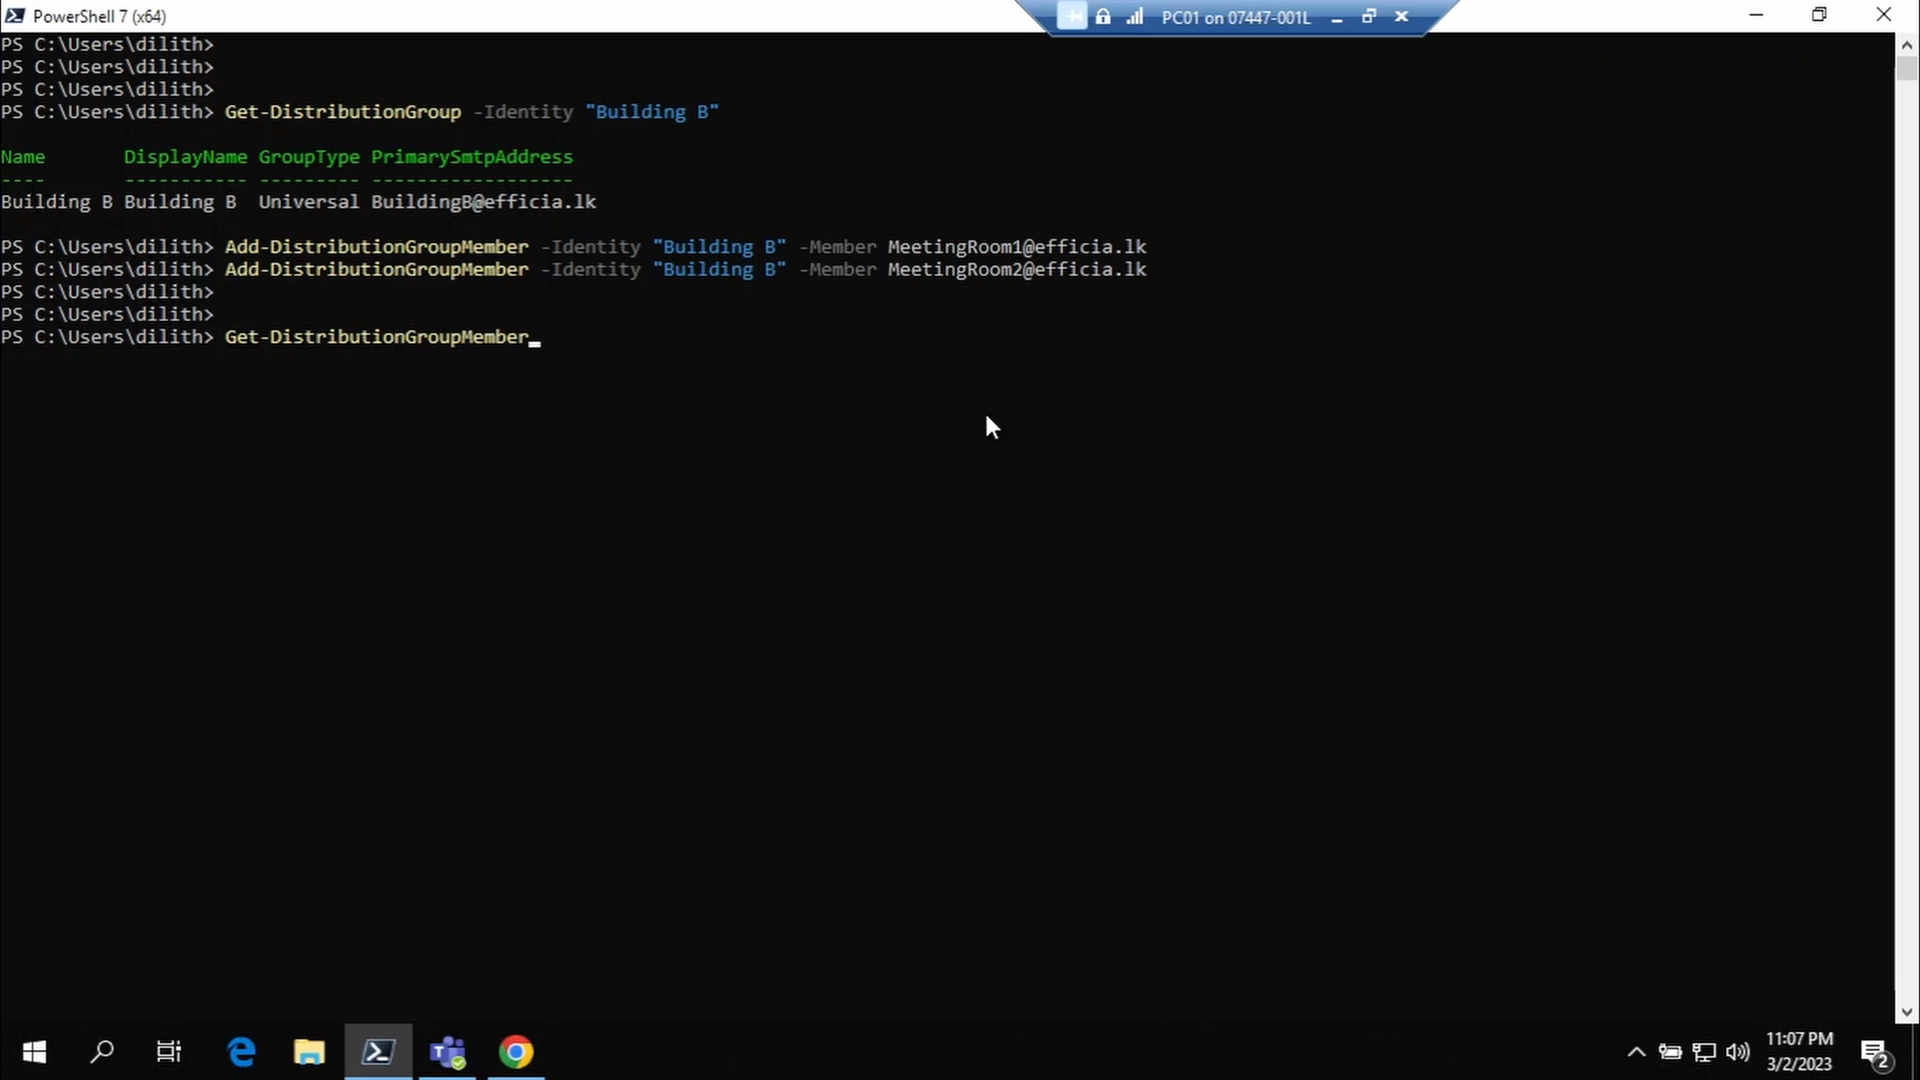 PowerShell 7 (x64)
PC01 on 07447-001L
PS C:\Users\dilith>
PS C:\Users\dilith>
PS C:\Users\dilith>
PS C:\Users\dilith> Get-DistributionGroup -Identity "Building B"
Name DisplayName GroupType PrimarySmtpAddress
---- ----------- --------- ------------------
Building B Building B Universal BuildingB@efficia.lk
PS C:\Users\dilith> Add-DistributionGroupMember -Identity "Building B" -Member MeetingRoom1@efficia.lk
PS C:\Users\dilith> Add-DistributionGroupMember -Identity "Building B" -Member MeetingRoom2@efficia.lk
PS C:\Users\dilith>
PS C:\Users\dilith>
PS C:\Users\dilith> Get-DistributionGroupMember_
11:07 PM
3/2/2023
2